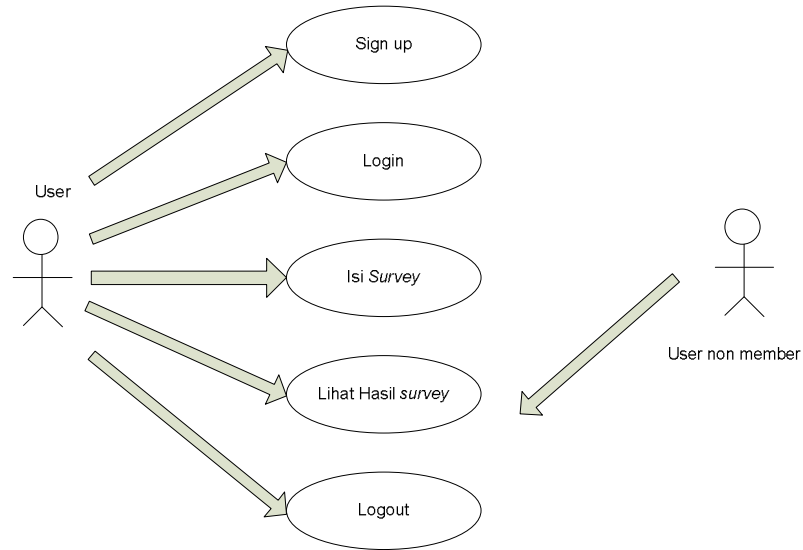 Sign up
Login
User
Isi Survey
User non member
Lihat Hasil survey
Logout